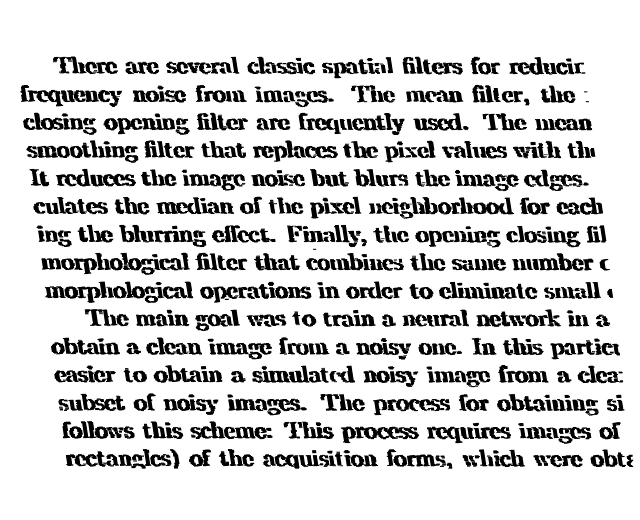 There are several classic spatial filters for reducin
frequency noise from images. The mean filter, the
closing opening filter are frequently used. The mean
smoothing filter that replaces the pixel values with the
It reduces the image noise but blurs the image edges.
culates the median of the pixel neighborhood for each
ing the blurring effect. Finally, the opening closing fil
morphological filter that combines the same number
morphological operations in order to eliminate small
The main goal was to train a neural network in a
obtain a clean image from a noisy one. In this particu
easier to obtain a simulated noisy image from a clea
subset of noisy images. The process for obtaining si
follows this scheme: This process requires images of
rectangles) of the acquisition forms, which were obta